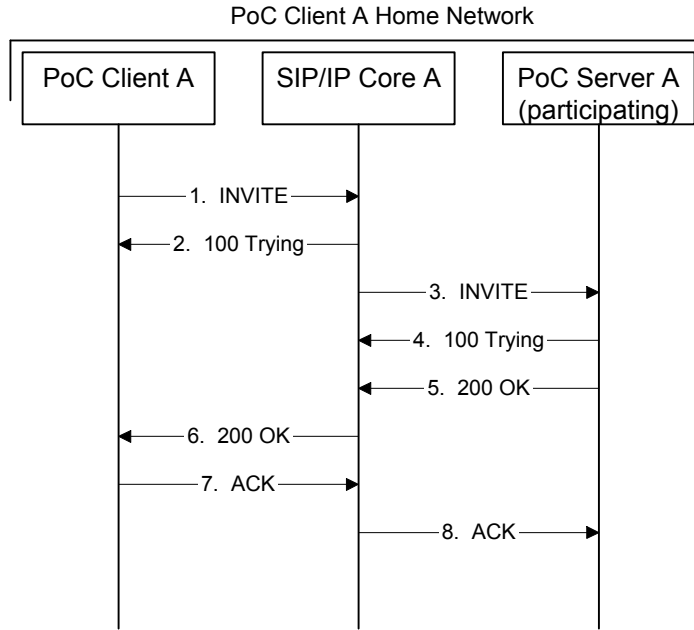 PoC Client A Home Network
PoC Client A
SIP/IP Core A
PoC Server A
(participating)
1. INVITE
2. 100 Trying
3. INVITE
4. 100 Trying
5. 200 OK
6. 200 OK
7. ACK
8. ACK